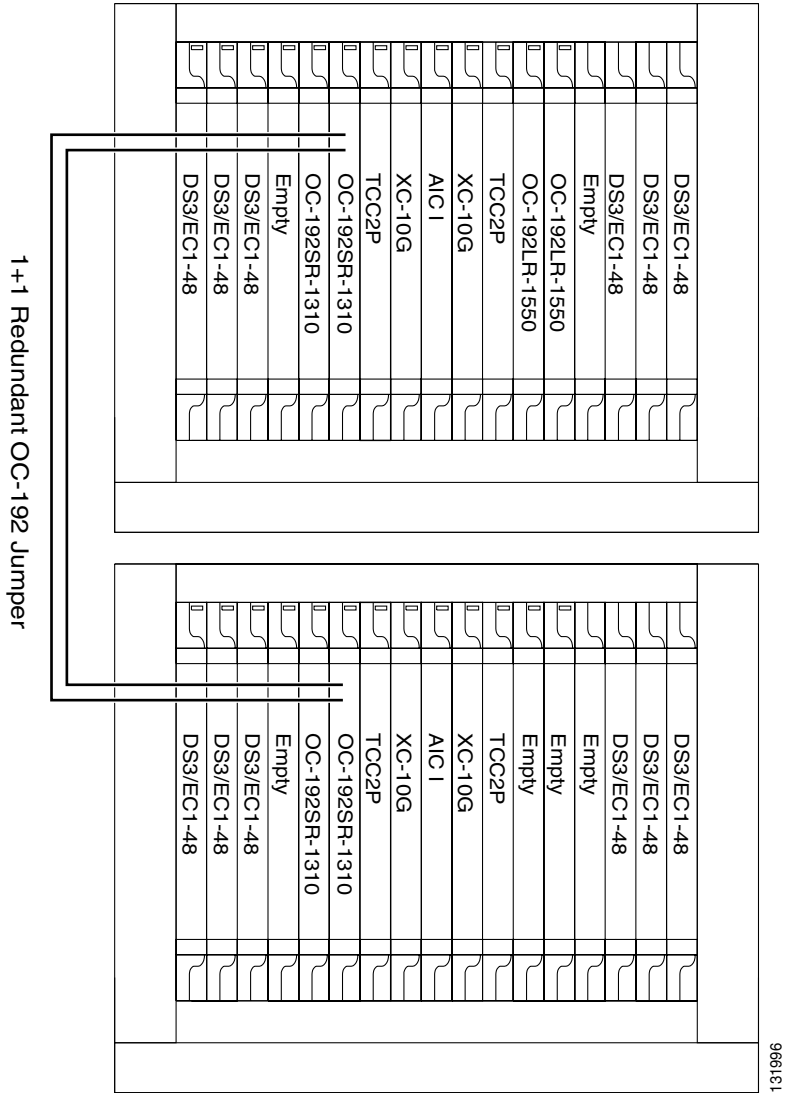 DS3/EC1-48
DS3/EC1-48
DS3/EC1-48
Empty
OC-192LR-1550
OC-192LR-1550
TCC2P
XC-10G
AIC I
XC-10G
TCC2P
OC-192SR-1310
OC-192SR-1310
Empty
DS3/EC1-48
DS3/EC1-48
DS3/EC1-48
DS3/EC1-48
DS3/EC1-48
DS3/EC1-48
Empty
Empty
Empty
TCC2P
XC-10G
AIC I
XC-10G
TCC2P
OC-192SR-1310
OC-192SR-1310
Empty
DS3/EC1-48
DS3/EC1-48
DS3/EC1-48
1+1 Redundant OC-192 Jumper
131996